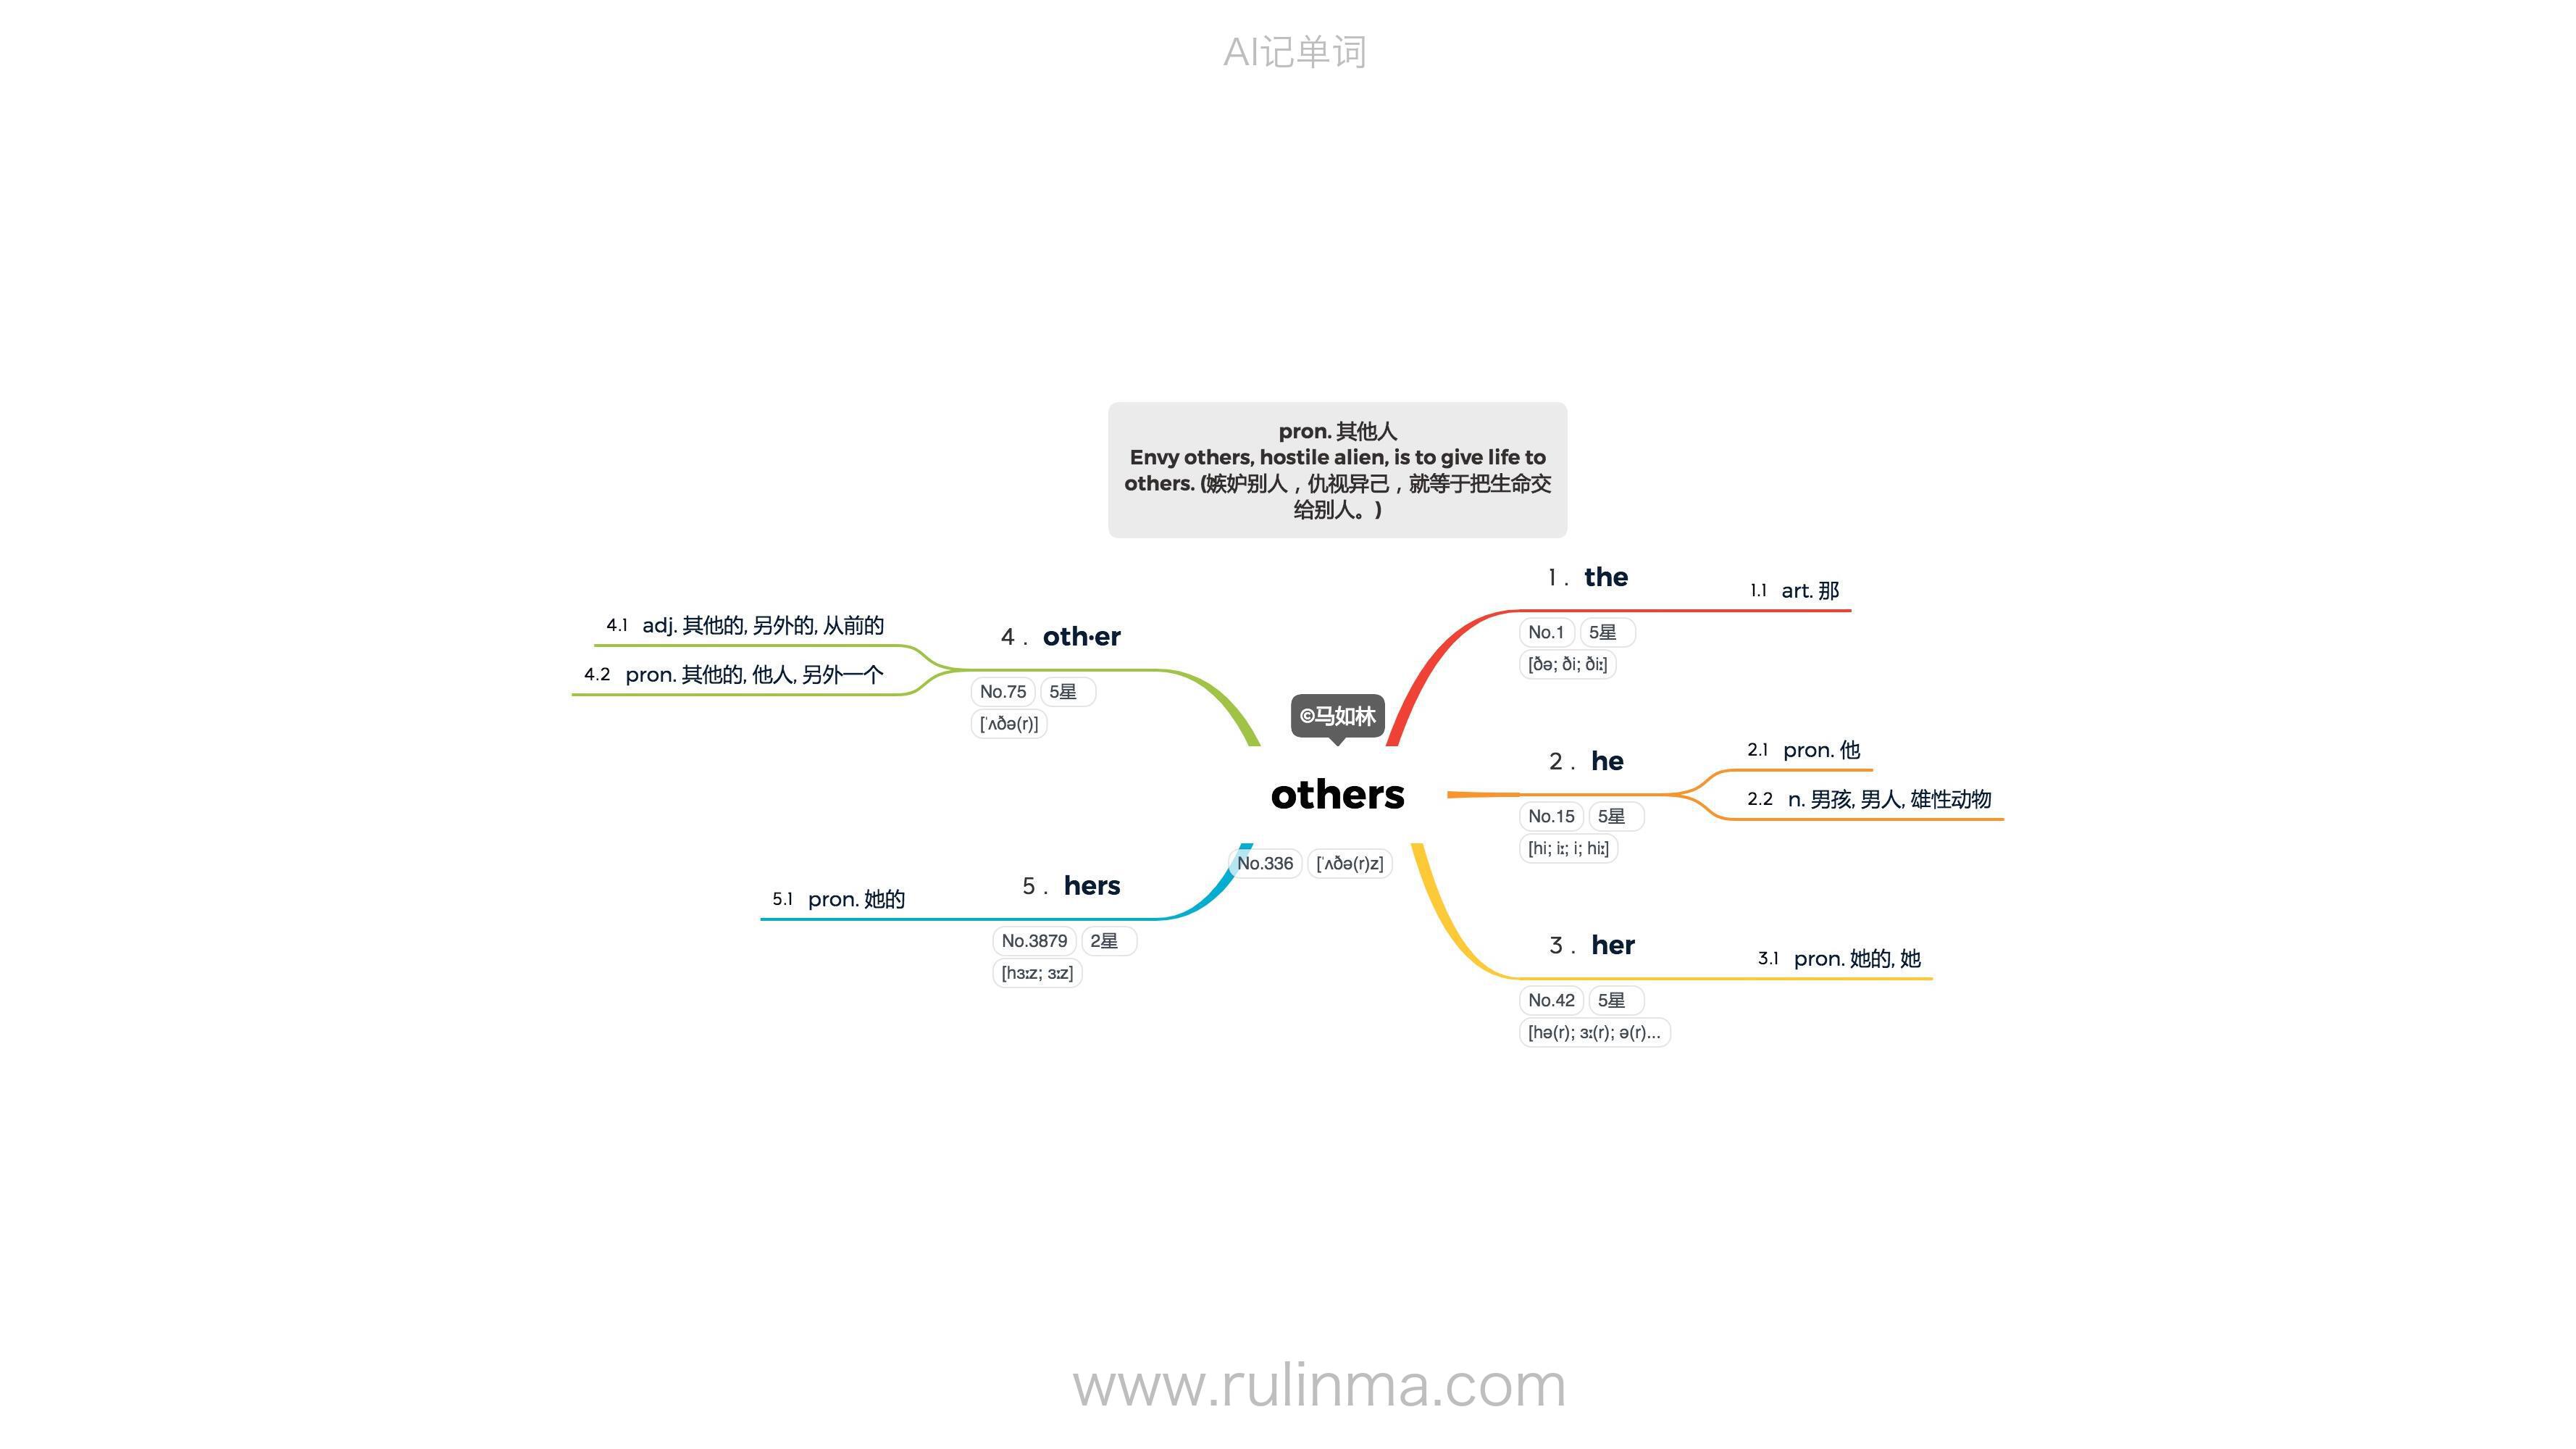 AI记单词
pron. 其他人
Envy others, hostile alien, is to give life to
others. (嫉妒别人，仇视异己，就等于把生命交
给别人。)
1 . the
1.1 art. 那
No.1 5星
[ðə; ði; ði:]
4.1 adj. 其他的, 另外的, 从前的
4 . oth·er
4.2 pron. 其他的, 他人, 另外一个
No.75 5星
[ˈʌðə(r)]
©马如林
others
No.336 [ˈʌðə(r)z]
2 . he
2.1 pron. 他
2.2 n. 男孩, 男人, 雄性动物
No.15 5星
[hi; i:; i; hi:]
5.1 pron. 她的
5 . hers
No.3879 2星
[hɜ:z; ɜ:z]
3 . her
3.1 pron. 她的, 她
No.42 5星
[hə(r); ɜ:(r); ə(r)...
www.rulinma.com